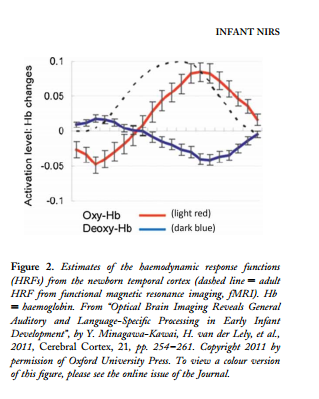 INFANT NIRS
Activation level: Hb changes
0.1
0.05
0
-0.05
-0.1
Oxy-Hb (light red)
Deoxy-Hb (dark blue)
Figure 2. Estimates of the haemodynamic response functions
(HRFs) from the newborn temporal cortex (dashed line = adult
HRF from functional magnetic resonance imaging, fMRI). Hb
= haemoglobin. From “Optical Brain Imaging Reveals General
Auditory and Language-Specific Processing in Early Infant
Development”, by Y. Minagawa-Kawai, H. van der Lely, et al.,
2011, Cerebral Cortex, 21, pp. 254–261. Copyright 2011 by
permission of Oxford University Press. To view a colour version
of this figure, please see the online issue of the Journal.